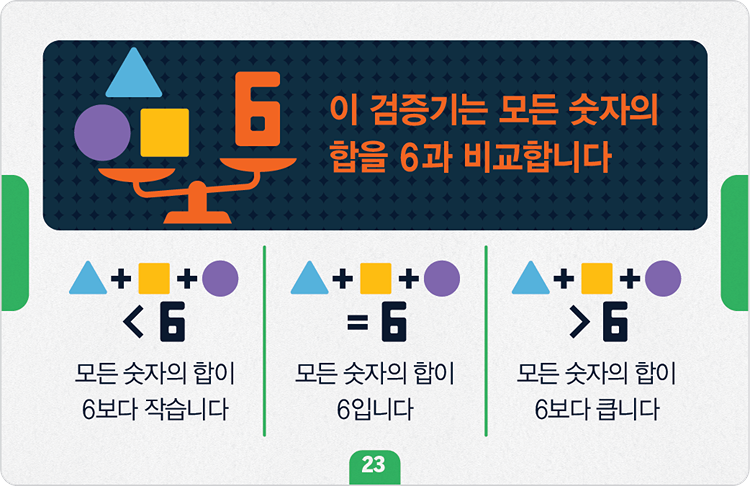 6
이 검증기는 모든 숫자의
합을 6과 비교합니다
+ +
< 6
모든 숫자의 합이
6보다 작습니다
+ +
= 6
모든 숫자의 합이
6입니다
+ +
> 6
모든 숫자의 합이
6보다 큽니다
23